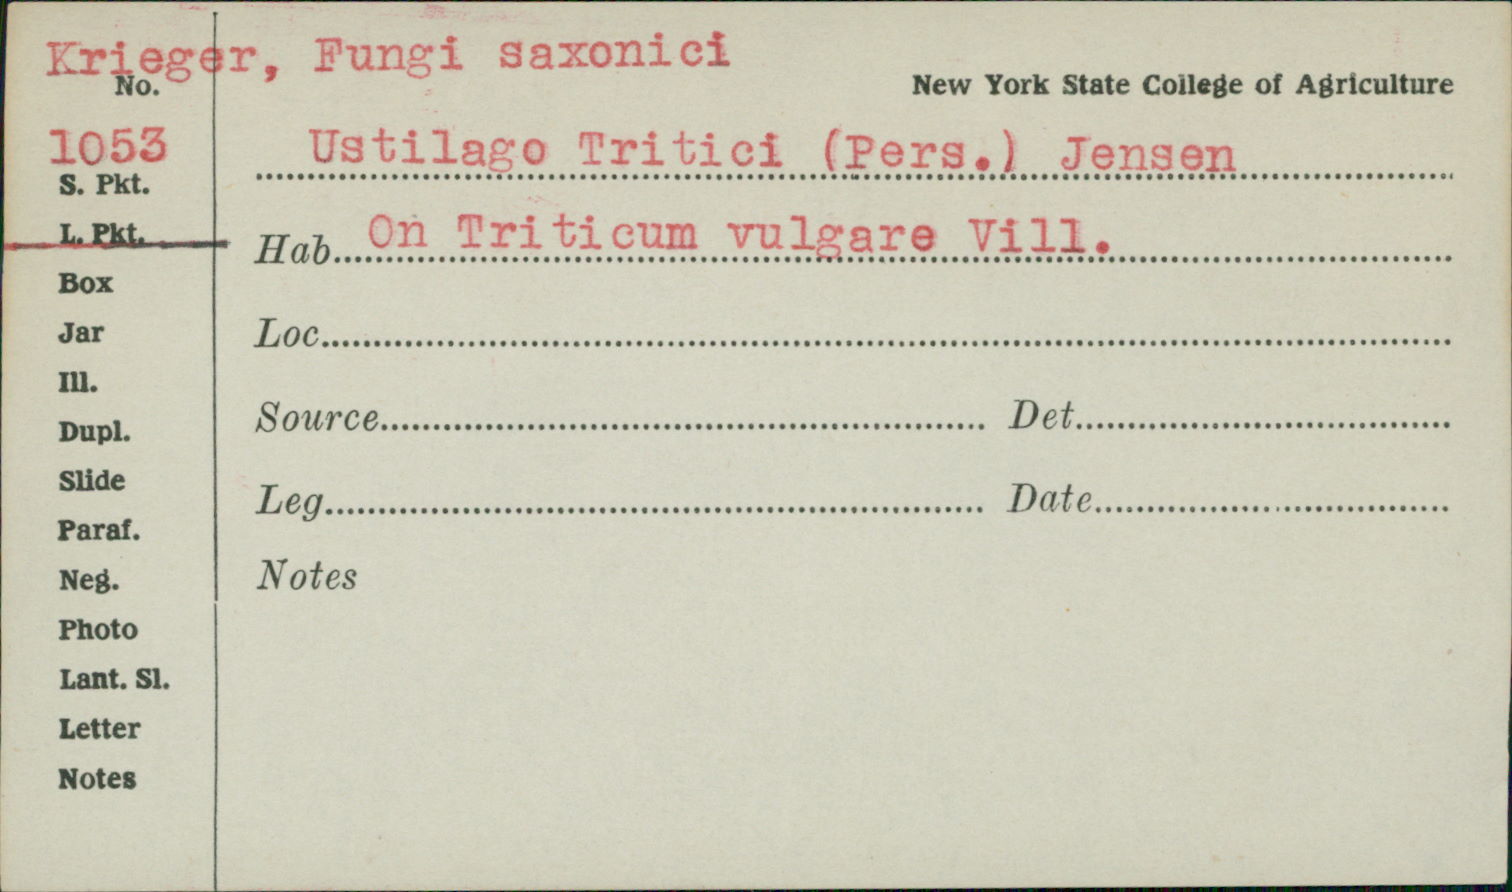 Krieger, Fungi saxonici
No.
New York State College of Agriculture
1053
Ustilago Tritici (Pers.) Jensen
S. Pkt.
L. Pkt.
Hab. On Triticum vulgare Vill.
Box
Jar
Loc.
Ill.
Dupl.
Source
Det.
Slide
Leg.
Date
Paraf.
Neg.
Notes
Photo
Lant. Sl.
Letter
Notes